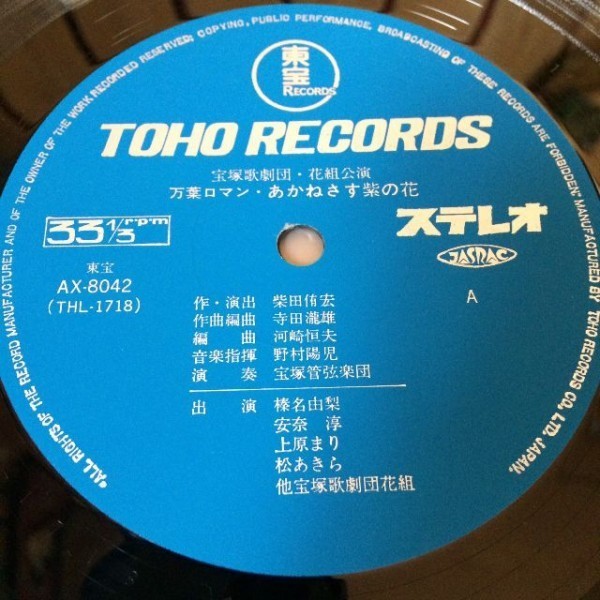 "ALL RIGHTS OF THE RECORD MANUFACTURER AND OF THE OWNER OF THE WORK RECORDED RESERVED; COPYING, PUBLIC PERFORMANCE, BROADCASTING OF THESE RECORDS ARE FORBIDDEN." MANUFACTURED BY TOHO RECORDS CO., LTD. JAPAN.
東宝
RECORDS
TOHO RECORDS
宝塚歌劇団・花組公演
万葉ロマン・あかねさす紫の花
33 1/3 r·p·m
ステレオ
JASRAC
東宝
AX-8042
(THL-1718)
A
作・演出 柴田侑宏
作曲編曲 寺田瀧雄
編曲 河崎恒夫
音楽指揮 野村陽児
演奏 宝塚管弦楽団
出演 榛名由梨
安奈 淳
上原まり
松あきら
他宝塚歌劇団花組